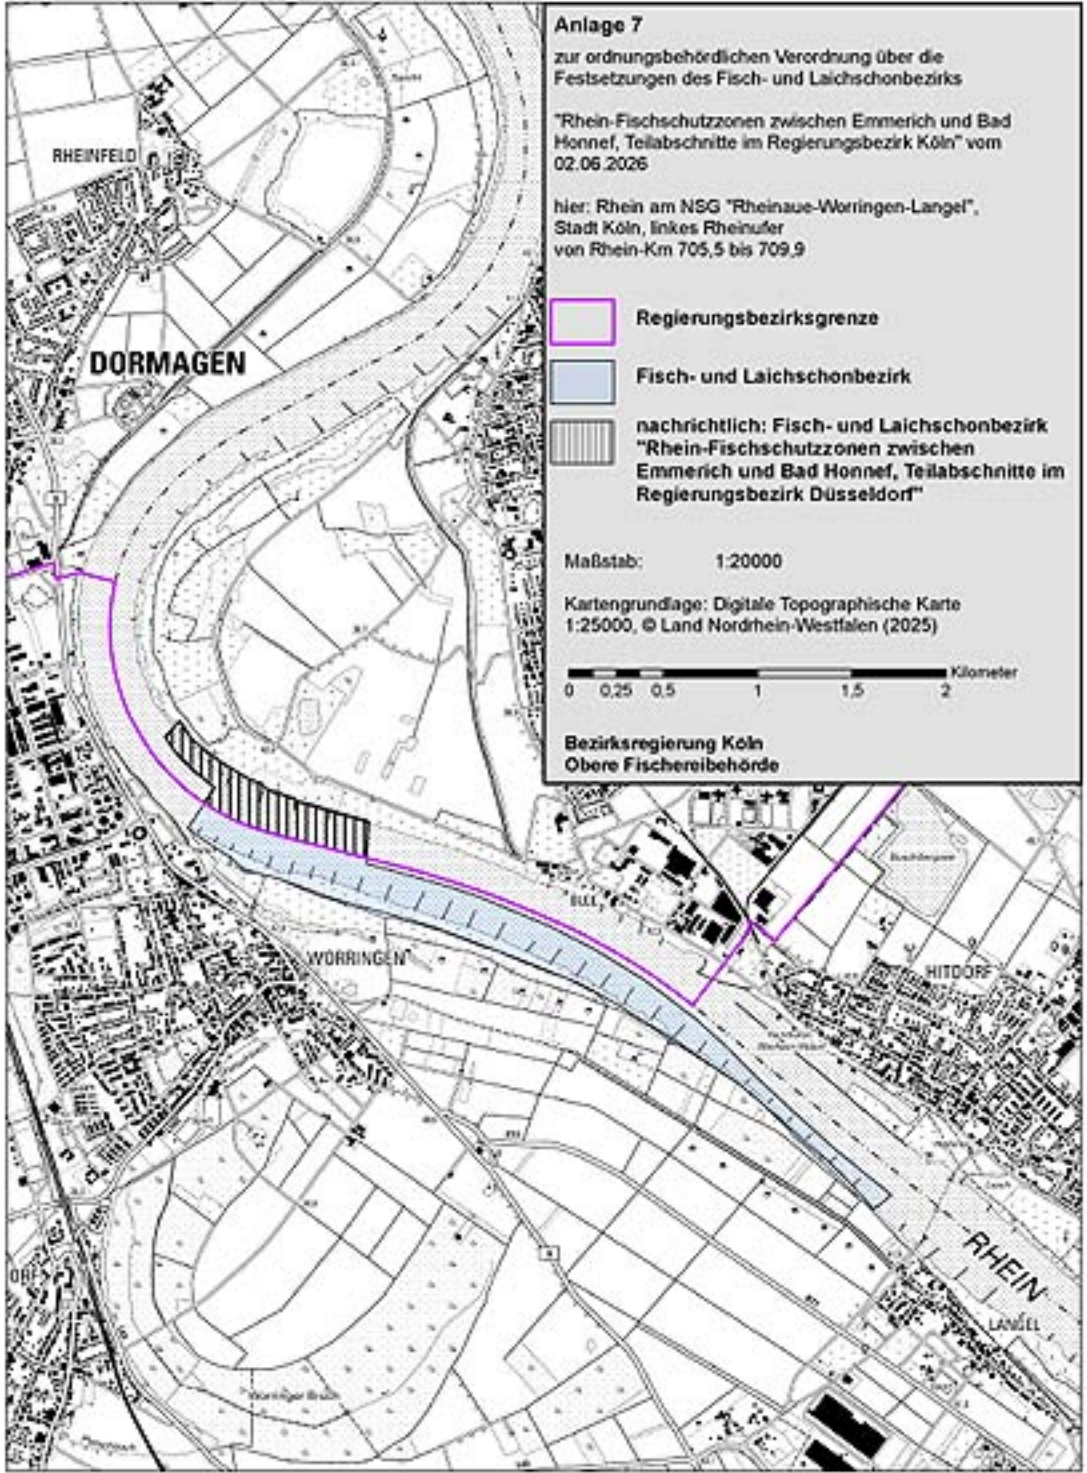 Anlage 7
zur ordnungsbehördlichen Verordnung über die
Festsetzungen des Fisch- und Laichschonbezirks
"Rhein-Fischschutzzonen zwischen Emmerich und Bad
Honnef, Teilabschnitte im Regierungsbezirk Köln" vom
02.06.2026
hier: Rhein am NSG "Rheinaue-Worringen-Langel",
Stadt Köln, linkes Rheinufer
von Rhein-Km 705,5 bis 709,9
Regierungsbezirksgrenze
Fisch- und Laichschonbezirk
nachrichtlich: Fisch- und Laichschonbezirk
"Rhein-Fischschutzzonen zwischen
Emmerich und Bad Honnef, Teilabschnitte im
Regierungsbezirk Düsseldorf"
Maßstab: 1:20000
Kartengrundlage: Digitale Topographische Karte
1:25000, © Land Nordrhein-Westfalen (2025)
Kilometer
0 0,25 0,5 1 1,5 2
Bezirksregierung Köln
Obere Fischereibehörde
RHEINFELD
DORMAGEN
WORRINGEN
HITDORF
RHEIN
LANGEL
Worringer Bruch